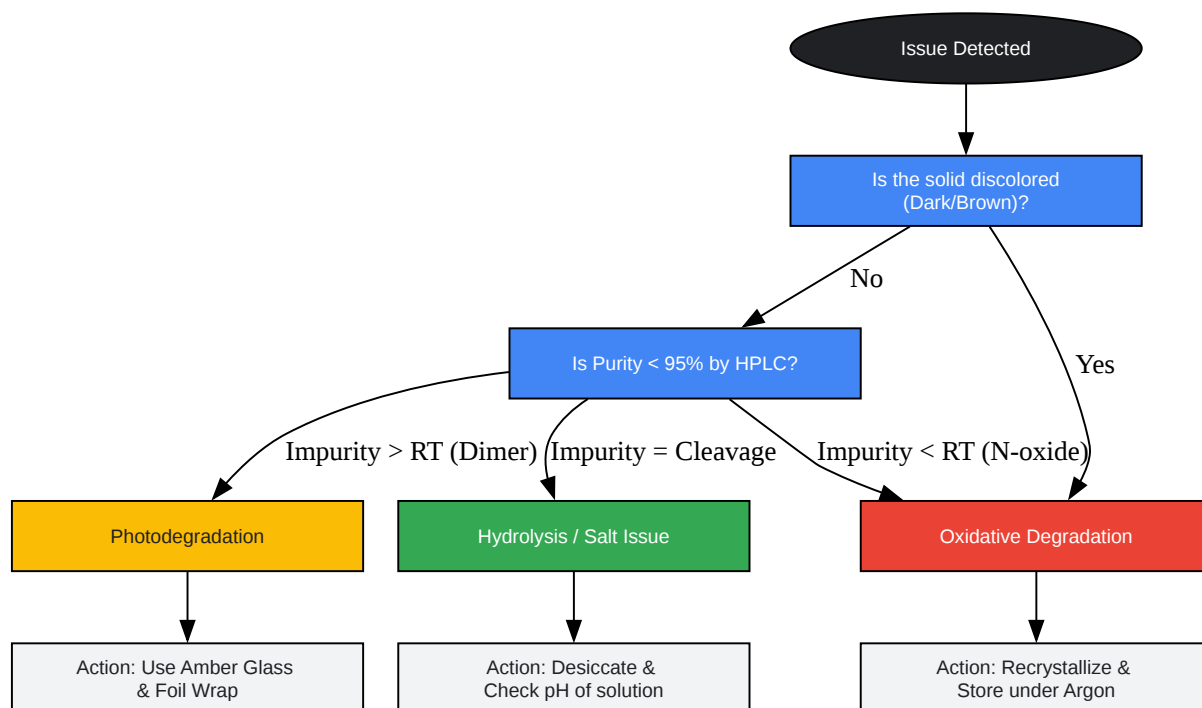 Issue Detected
Is the solid discolored
(Dark/Brown)?
No
Yes
Is Purity < 95% by HPLC?
Impurity > RT (Dimer)
Impurity = Cleavage
Impurity < RT (N-oxide)
Photodegradation
Hydrolysis / Salt Issue
Oxidative Degradation
Action: Use Amber Glass
& Foil Wrap
Action: Desiccate &
Check pH of solution
Action: Recrystallize &
Store under Argon